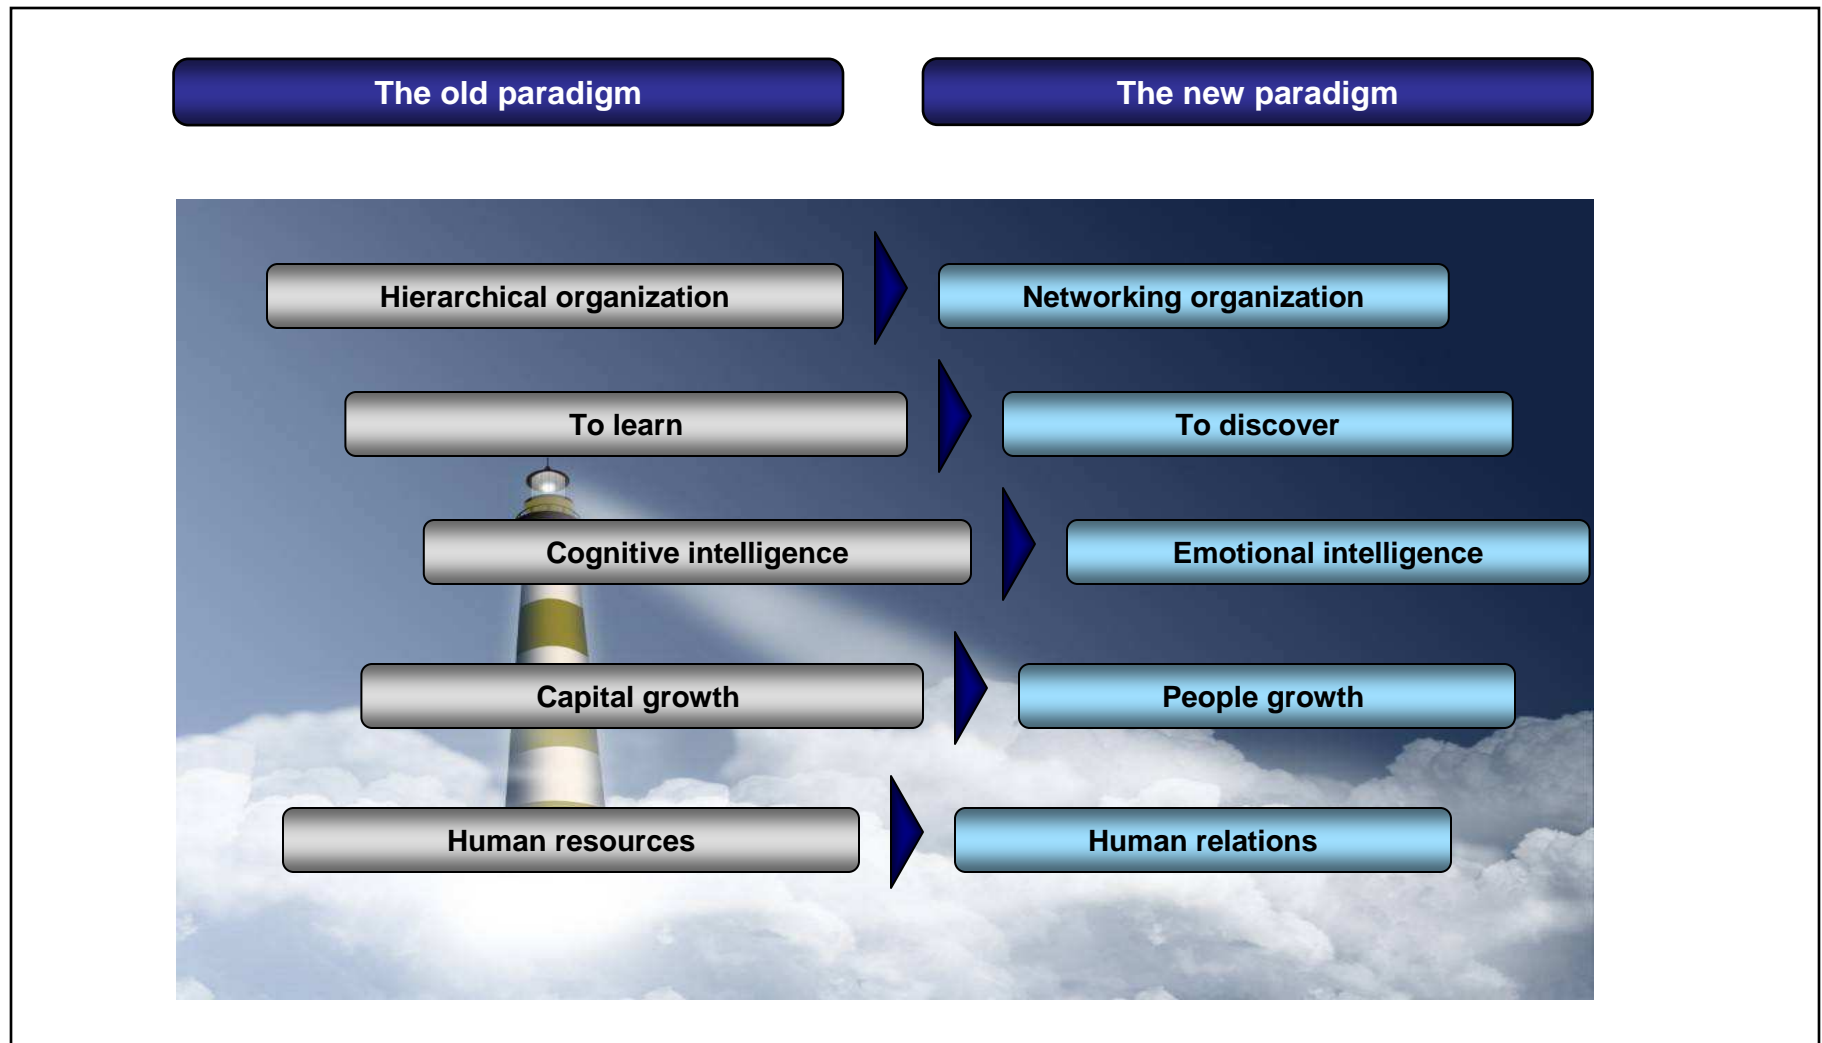 The old paradigm
The new paradigm
Hierarchical organization
Networking organization
To learn
To discover
Cognitive intelligence
Emotional intelligence
Capital growth
People growth
Human resources
Human relations